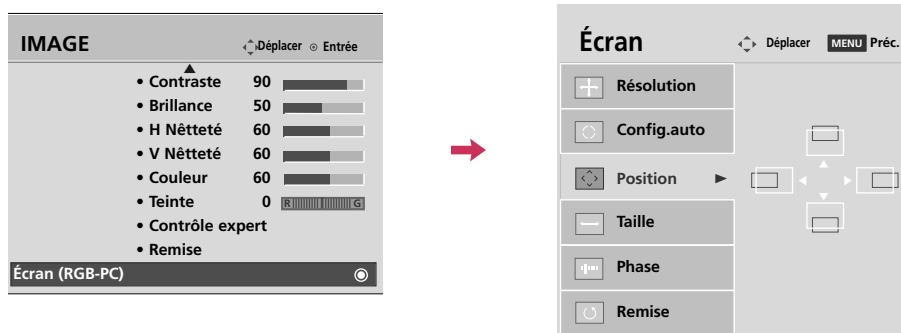 IMAGE
Déplacer Entrée
• Contraste 90
• Brillance 50
• H Nêtteté 60
• V Nêtteté 60
• Couleur 60
• Teinte 0 R G
• Contrôle expert
• Remise
Écran (RGB-PC)
Écran
Déplacer MENU Préc.
Résolution
Config.auto
Position
Taille
Phase
Remise